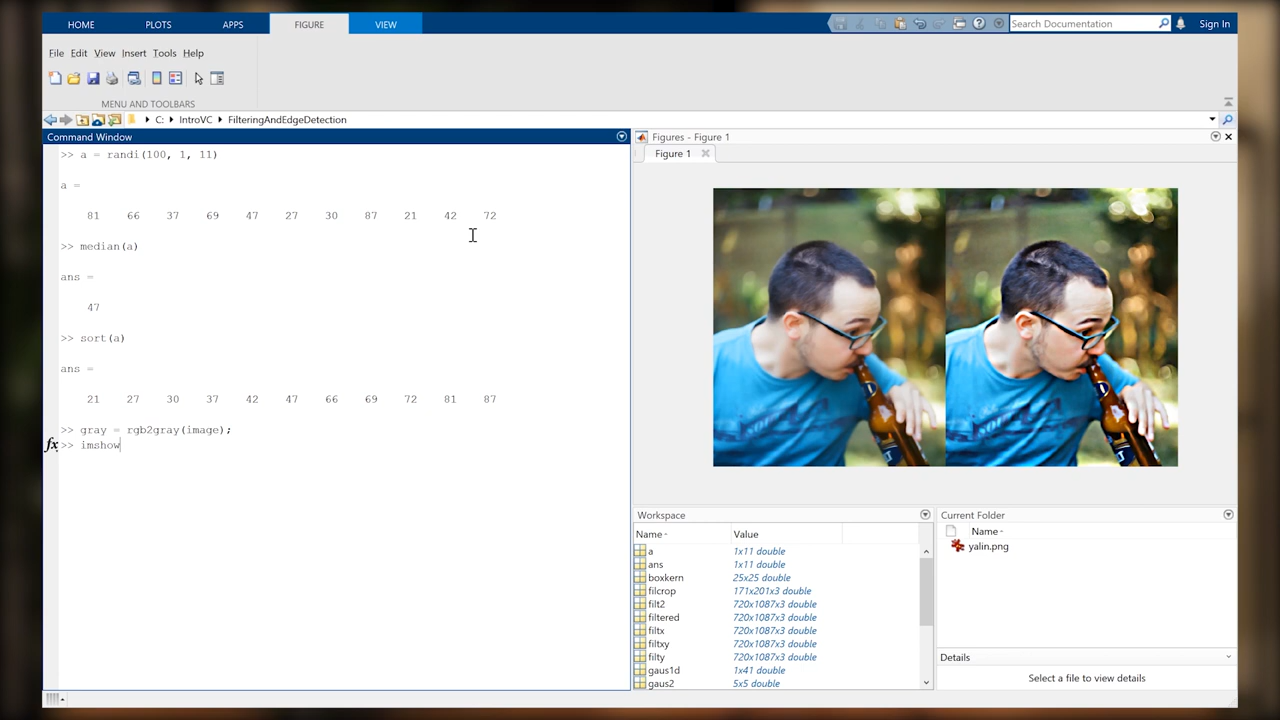 HOME PLOTS APPS FIGURE VIEW Search Documentation Sign In
File Edit View Insert Tools Help
MENU AND TOOLBARS
C: IntroVC FilteringAndEdgeDetection
Command Window
>> a = randi(100, 1, 11)
a =
81 66 37 69 47 27 30 87 21 42 72
>> median(a)
ans =
47
>> sort(a)
ans =
21 27 30 37 42 47 66 69 72 81 87
>> gray = rgb2gray(image);
fx >> imshow
Figures - Figure 1
Figure 1
Workspace
Name Value
a 1x11 double
ans 1x11 double
boxkern 25x25 double
filcrop 171x201x3 double
filt2 720x1087x3 double
filtered 720x1087x3 double
filtx 720x1087x3 double
filtxy 720x1087x3 double
filty 720x1087x3 double
gaus1d 1x41 double
gaus2 5x5 double
Current Folder
Name
yalin.png
Details
Select a file to view details